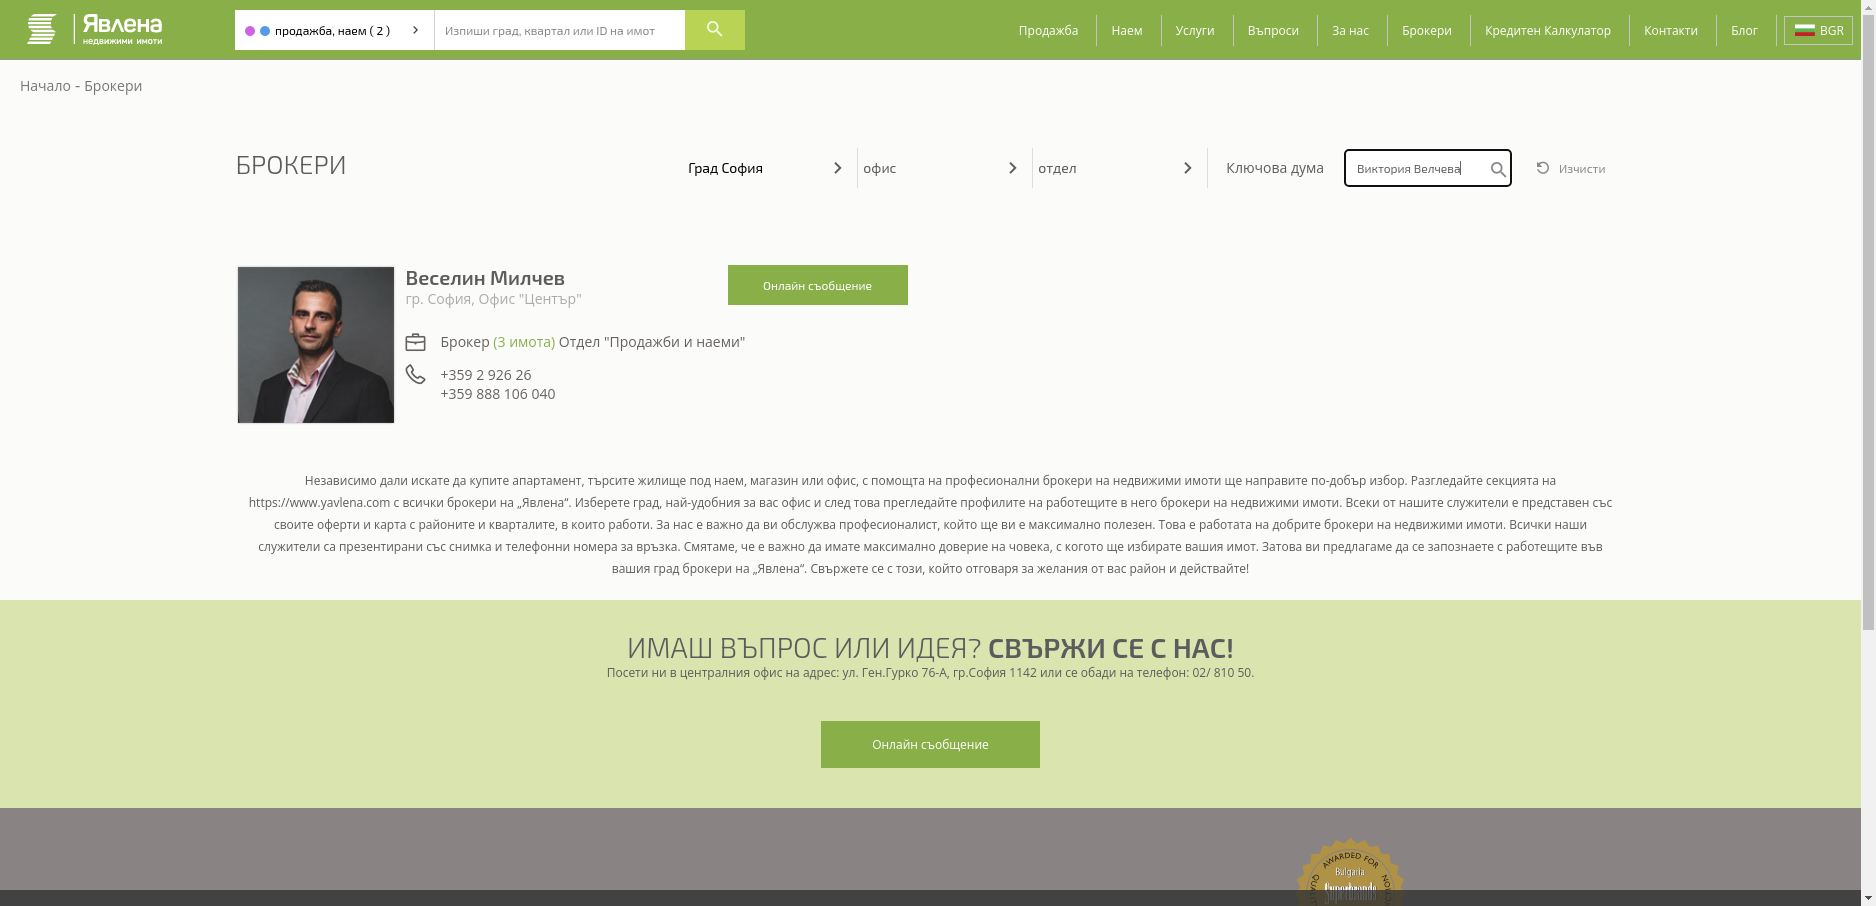 Явлена
недвижими имоти
продажба, наем ( 2 )
Изпиши град, квартал или ID на имот
Продажба
Наем
Услуги
Въпроси
За нас
Брокери
Кредитен Калкулатор
Контакти
Блог
BGR
Начало - Брокери
БРОКЕРИ
Град София
офис
отдел
Ключова дума
Виктория Велчева
Изчисти
Веселин Милчев
гр. София, Офис "Център"
Онлайн съобщение
Брокер (3 имота) Отдел "Продажби и наеми"
+359 2 926 26
+359 888 106 040
Независимо дали искате да купите апартамент, търсите жилище под наем, магазин или офис, с помощта на професионални брокери на недвижими имоти ще направите по-добър избор. Разгледайте секцията на
https://www.yavlena.com с всички брокери на „Явлена“. Изберете град, най-удобния за вас офис и след това прегледайте профилите на работещите в него брокери на недвижими имоти. Всеки от нашите служители е представен със
своите оферти и карта с районите и кварталите, в които работи. За нас е важно да ви обслужва професионалист, който ще ви е максимално полезен. Това е работата на добрите брокери на недвижими имоти. Всички наши
служители са презентирани със снимка и телефонни номера за връзка. Смятаме, че е важно да имате максимално доверие на човека, с когото ще избирате вашия имот. Затова ви предлагаме да се запознаете с работещите във
вашия град брокери на „Явлена“. Свържете се с този, който отговаря за желания от вас район и действайте!
ИМАШ ВЪПРОС ИЛИ ИДЕЯ? СВЪРЖИ СЕ С НАС!
Посети ни в централния офис на адрес: ул. Ген.Гурко 76-А, гр.София 1142 или се обади на телефон: 02/ 810 50.
Онлайн съобщение
AWARDED FOR
Bulgaria
Superbrands